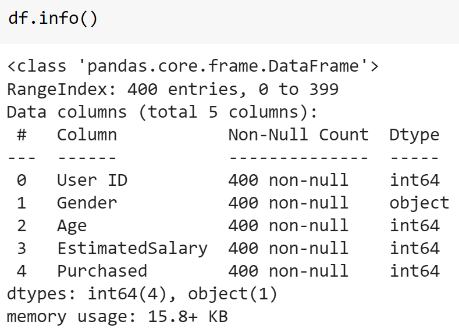 df.info()
<class 'pandas.core.frame.DataFrame'>
RangeIndex: 400 entries, 0 to 399
Data columns (total 5 columns):
 #   Column           Non-Null Count  Dtype
---  ------           --------------  -----
 0   User ID          400 non-null    int64
 1   Gender           400 non-null    object
 2   Age              400 non-null    int64
 3   EstimatedSalary  400 non-null    int64
 4   Purchased        400 non-null    int64
dtypes: int64(4), object(1)
memory usage: 15.8+ KB